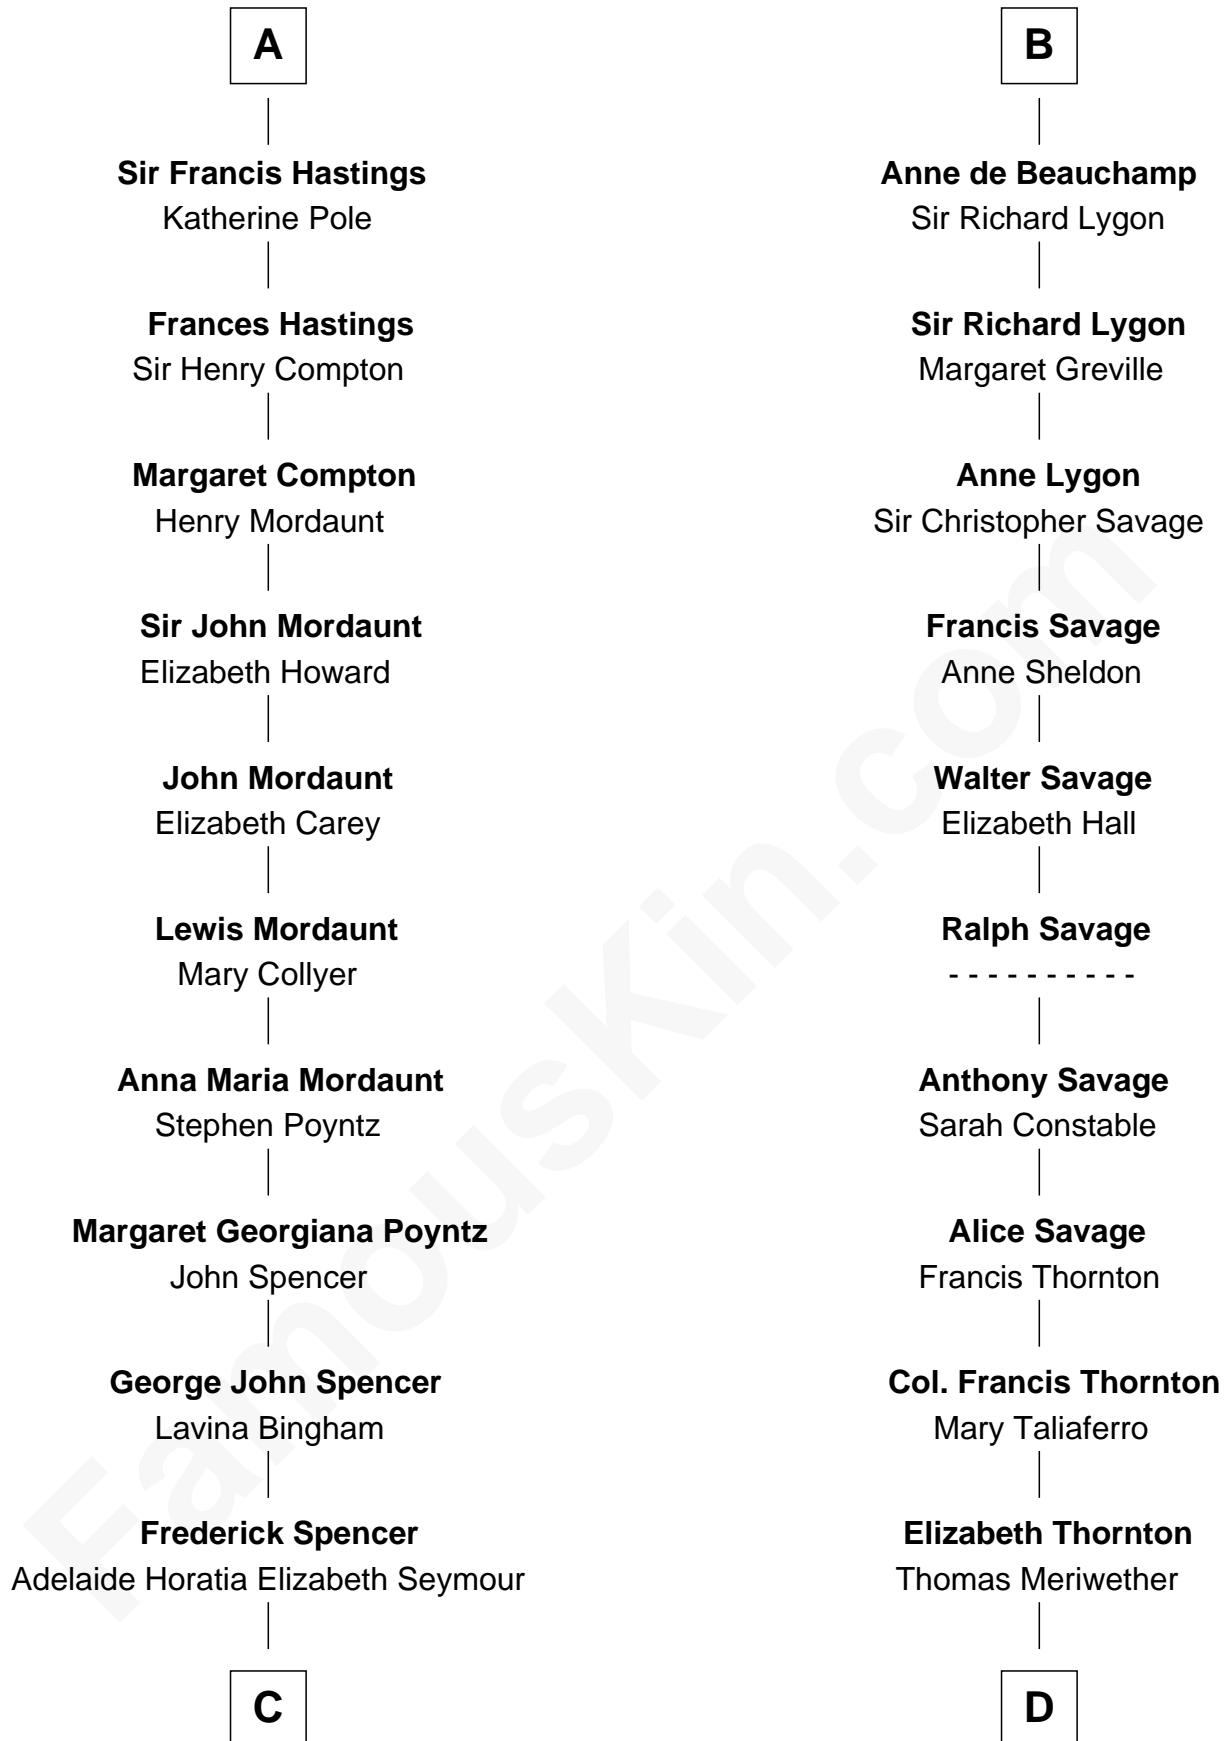 A
Sir Francis Hastings
Katherine Pole
Frances Hastings
Sir Henry Compton
Margaret Compton
Henry Mordaunt
Sir John Mordaunt
Elizabeth Howard
John Mordaunt
Elizabeth Carey
Lewis Mordaunt
Mary Collyer
Anna Maria Mordaunt
Stephen Poyntz
Margaret Georgiana Poyntz
John Spencer
George John Spencer
Lavina Bingham
Frederick Spencer
Adelaide Horatia Elizabeth Seymour
C
B
Anne de Beauchamp
Sir Richard Lygon
Sir Richard Lygon
Margaret Greville
Anne Lygon
Sir Christopher Savage
Francis Savage
Anne Sheldon
Walter Savage
Elizabeth Hall
Ralph Savage
- - - - - - - - - -
Anthony Savage
Sarah Constable
Alice Savage
Francis Thornton
Col. Francis Thornton
Mary Taliaferro
Elizabeth Thornton
Thomas Meriwether
D
FamousKin.com